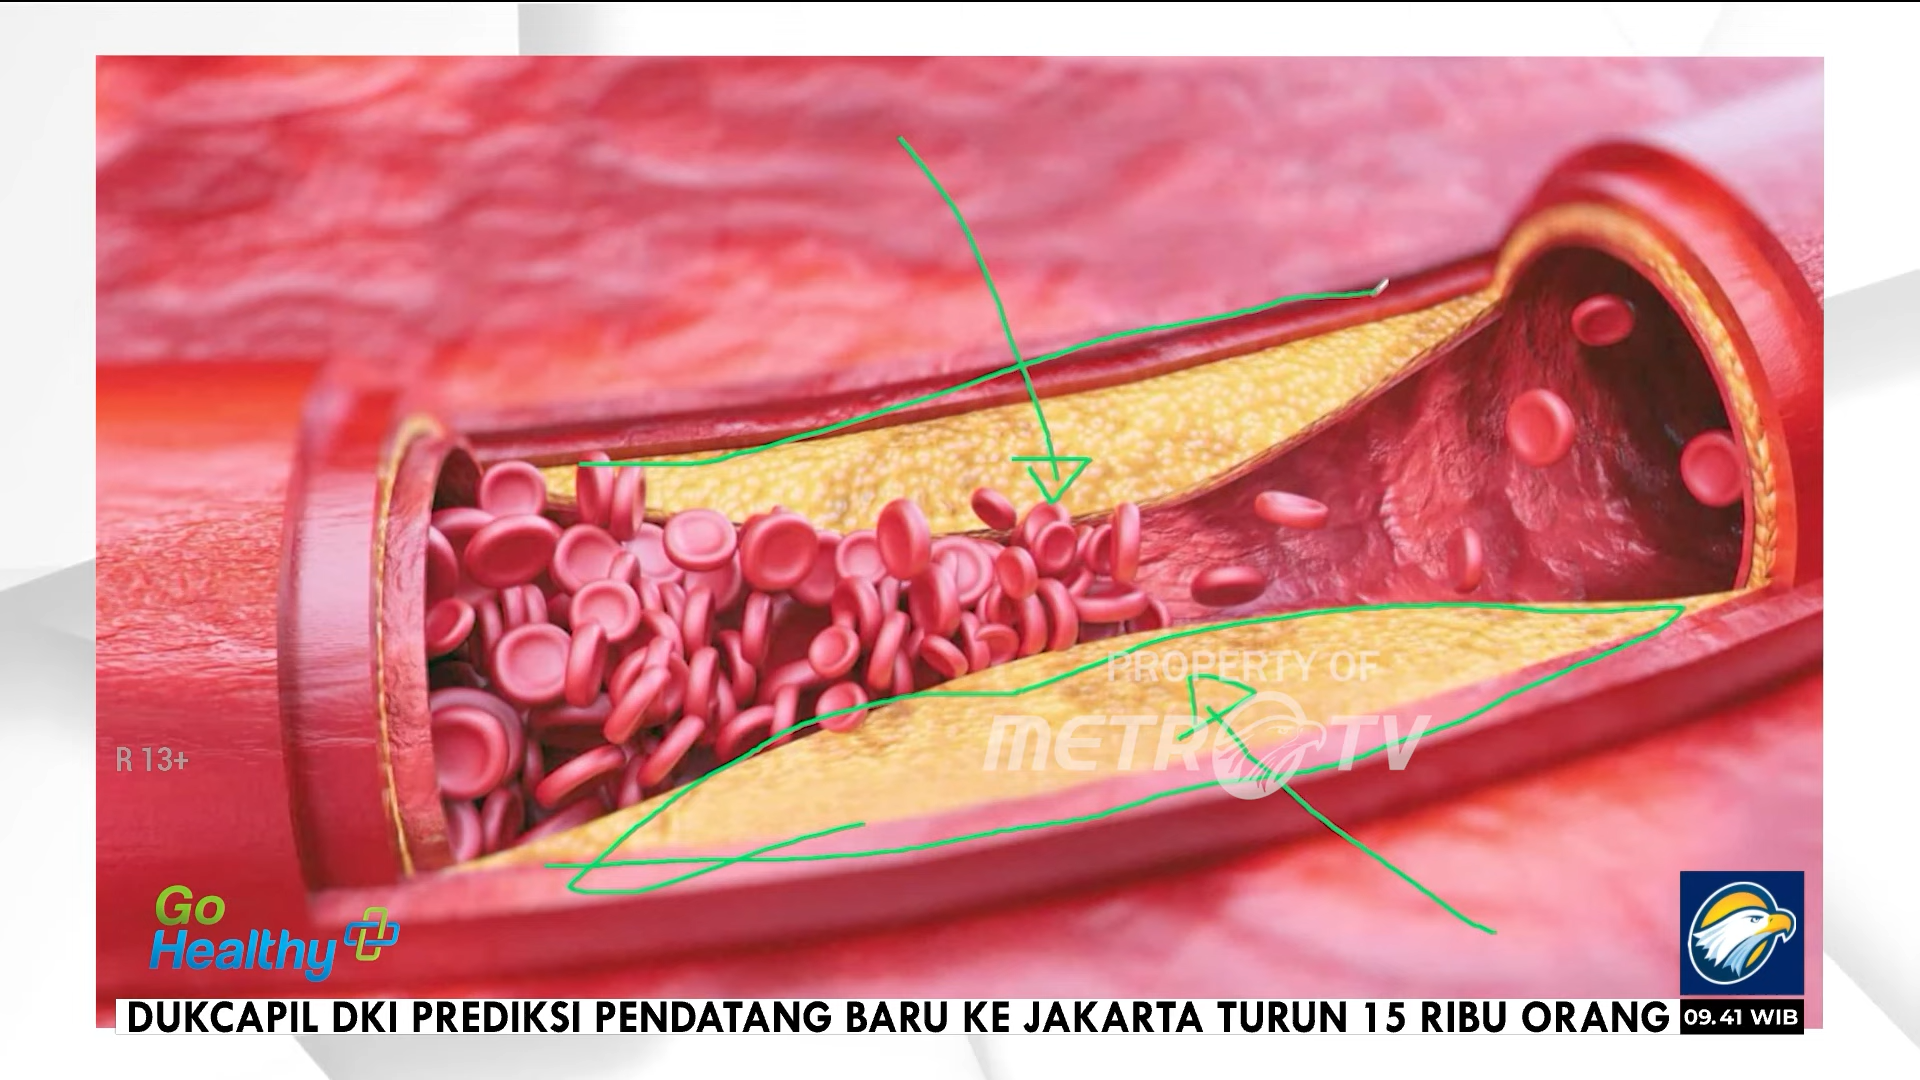 PROPERTY OF
METRO TV
R 13+
Go
Healthy
DUKCAPIL DKI PREDIKSI PENDATANG BARU KE JAKARTA TURUN 15 RIBU ORANG
09.41 WIB